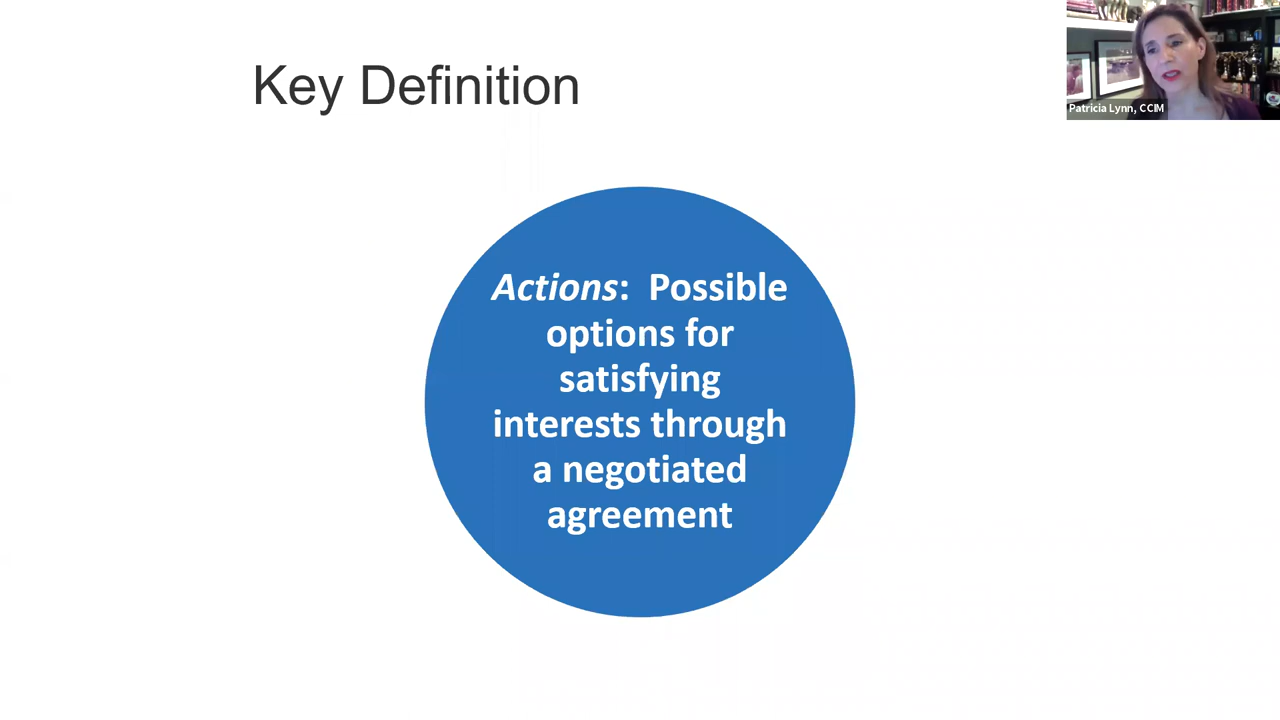 Key Definition
Patricia Lynn, CCIM
Actions: Possible
options for
satisfying
interests through
a negotiated
agreement